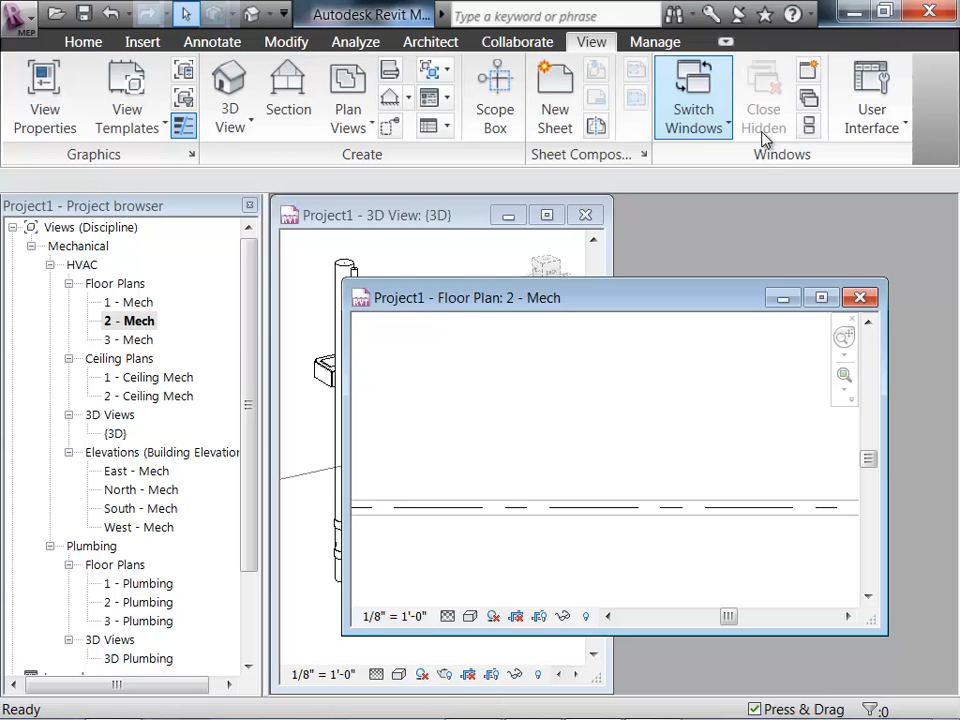 Autodesk Revit M...
Type a keyword or phrase
MEP
Home Insert Annotate Modify Analyze Architect Collaborate View Manage
View Properties
View Templates
3D View
Section
Plan Views
Scope Box
New Sheet
Switch Windows
Close Hidden
User Interface
Graphics Create Sheet Compos... Windows
Project1 - Project browser
Views (Discipline)
Mechanical
HVAC
Floor Plans
1 - Mech
2 - Mech
3 - Mech
Ceiling Plans
1 - Ceiling Mech
2 - Ceiling Mech
3D Views
{3D}
Elevations (Building Elevation
East - Mech
North - Mech
South - Mech
West - Mech
Plumbing
Floor Plans
1 - Plumbing
2 - Plumbing
3 - Plumbing
3D Views
3D Plumbing
Project1 - 3D View: {3D}
1/8" = 1'-0"
Project1 - Floor Plan: 2 - Mech
1/8" = 1'-0"
Ready
Press & Drag
:0